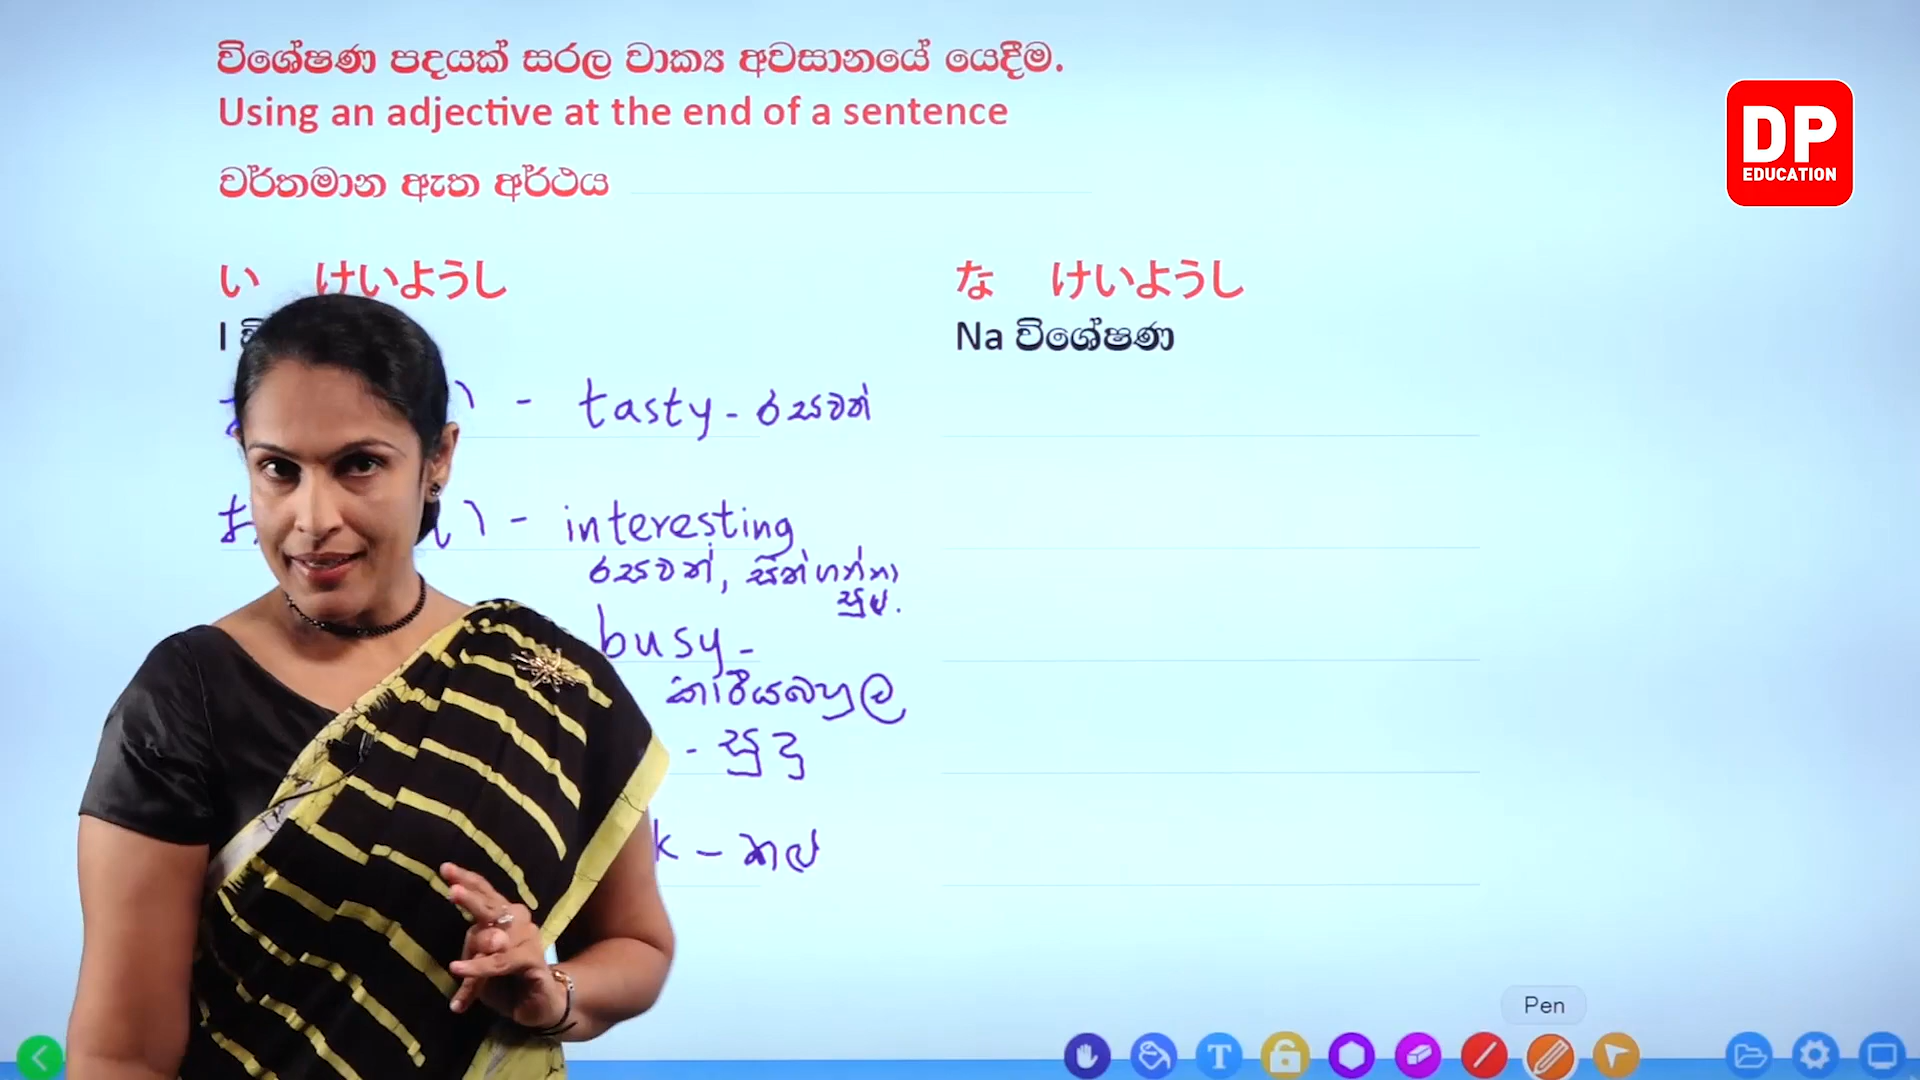 විශේෂණ පදයක් සරල වාක්‍ය අවසානයේ යෙදීම.
Using an adjective at the end of a sentence
වර්තමාන ඇත අර්ථය
DP
EDUCATION
い けいようし
な けいようし
I
Na විශේෂණ
- tasty - රසවත්
- interesting
රසවත්, සිත්ගන්නා
සුලු.
busy -
කාර්යබහුල
- සුදු
k - කලු
Pen
T